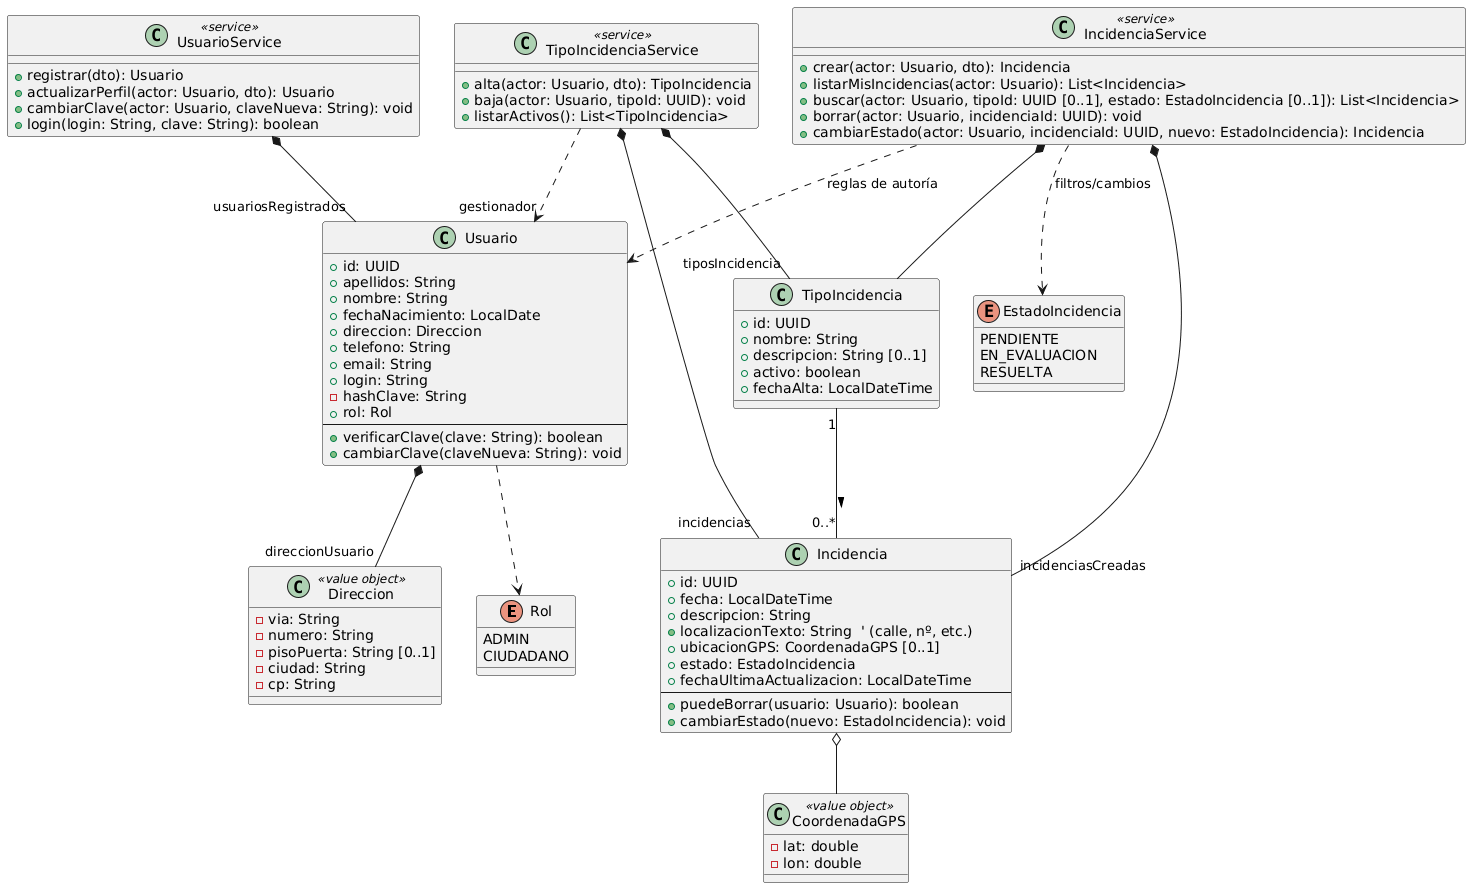 «service»
UsuarioService
registrar(dto): Usuario
actualizarPerfil(actor: Usuario, dto): Usuario
cambiarClave(actor: Usuario, claveNueva: String): void
login(login: String, clave: String): boolean
«service»
TipoIncidenciaService
alta(actor: Usuario, dto): TipoIncidencia
baja(actor: Usuario, tipoId: UUID): void
listarActivos(): List<TipoIncidencia>
«service»
IncidenciaService
crear(actor: Usuario, dto): Incidencia
listarMisIncidencias(actor: Usuario): List<Incidencia>
buscar(actor: Usuario, tipoId: UUID [0..1], estado: EstadoIncidencia [0..1]): List<Incidencia>
borrar(actor: Usuario, incidenciaId: UUID): void
cambiarEstado(actor: Usuario, incidenciaId: UUID, nuevo: EstadoIncidencia): Incidencia
reglas de autoría
filtros/cambios
usuariosRegistrados
gestionador
tiposIncidencia
Usuario
id: UUID
apellidos: String
nombre: String
fechaNacimiento: LocalDate
direccion: Direccion
telefono: String
email: String
login: String
hashClave: String
rol: Rol
verificarClave(clave: String): boolean
cambiarClave(claveNueva: String): void
TipoIncidencia
id: UUID
nombre: String
descripcion: String [0..1]
activo: boolean
fechaAlta: LocalDateTime
EstadoIncidencia
PENDIENTE
EN_EVALUACION
RESUELTA
1
0..*
incidencias
incidenciasCreadas
direccionUsuario
«value object»
Direccion
via: String
numero: String
pisoPuerta: String [0..1]
ciudad: String
cp: String
Rol
ADMIN
CIUDADANO
Incidencia
id: UUID
fecha: LocalDateTime
descripcion: String
localizacionTexto: String  ' (calle, nº, etc.)
ubicacionGPS: CoordenadaGPS [0..1]
estado: EstadoIncidencia
fechaUltimaActualizacion: LocalDateTime
puedeBorrar(usuario: Usuario): boolean
cambiarEstado(nuevo: EstadoIncidencia): void
«value object»
CoordenadaGPS
lat: double
lon: double